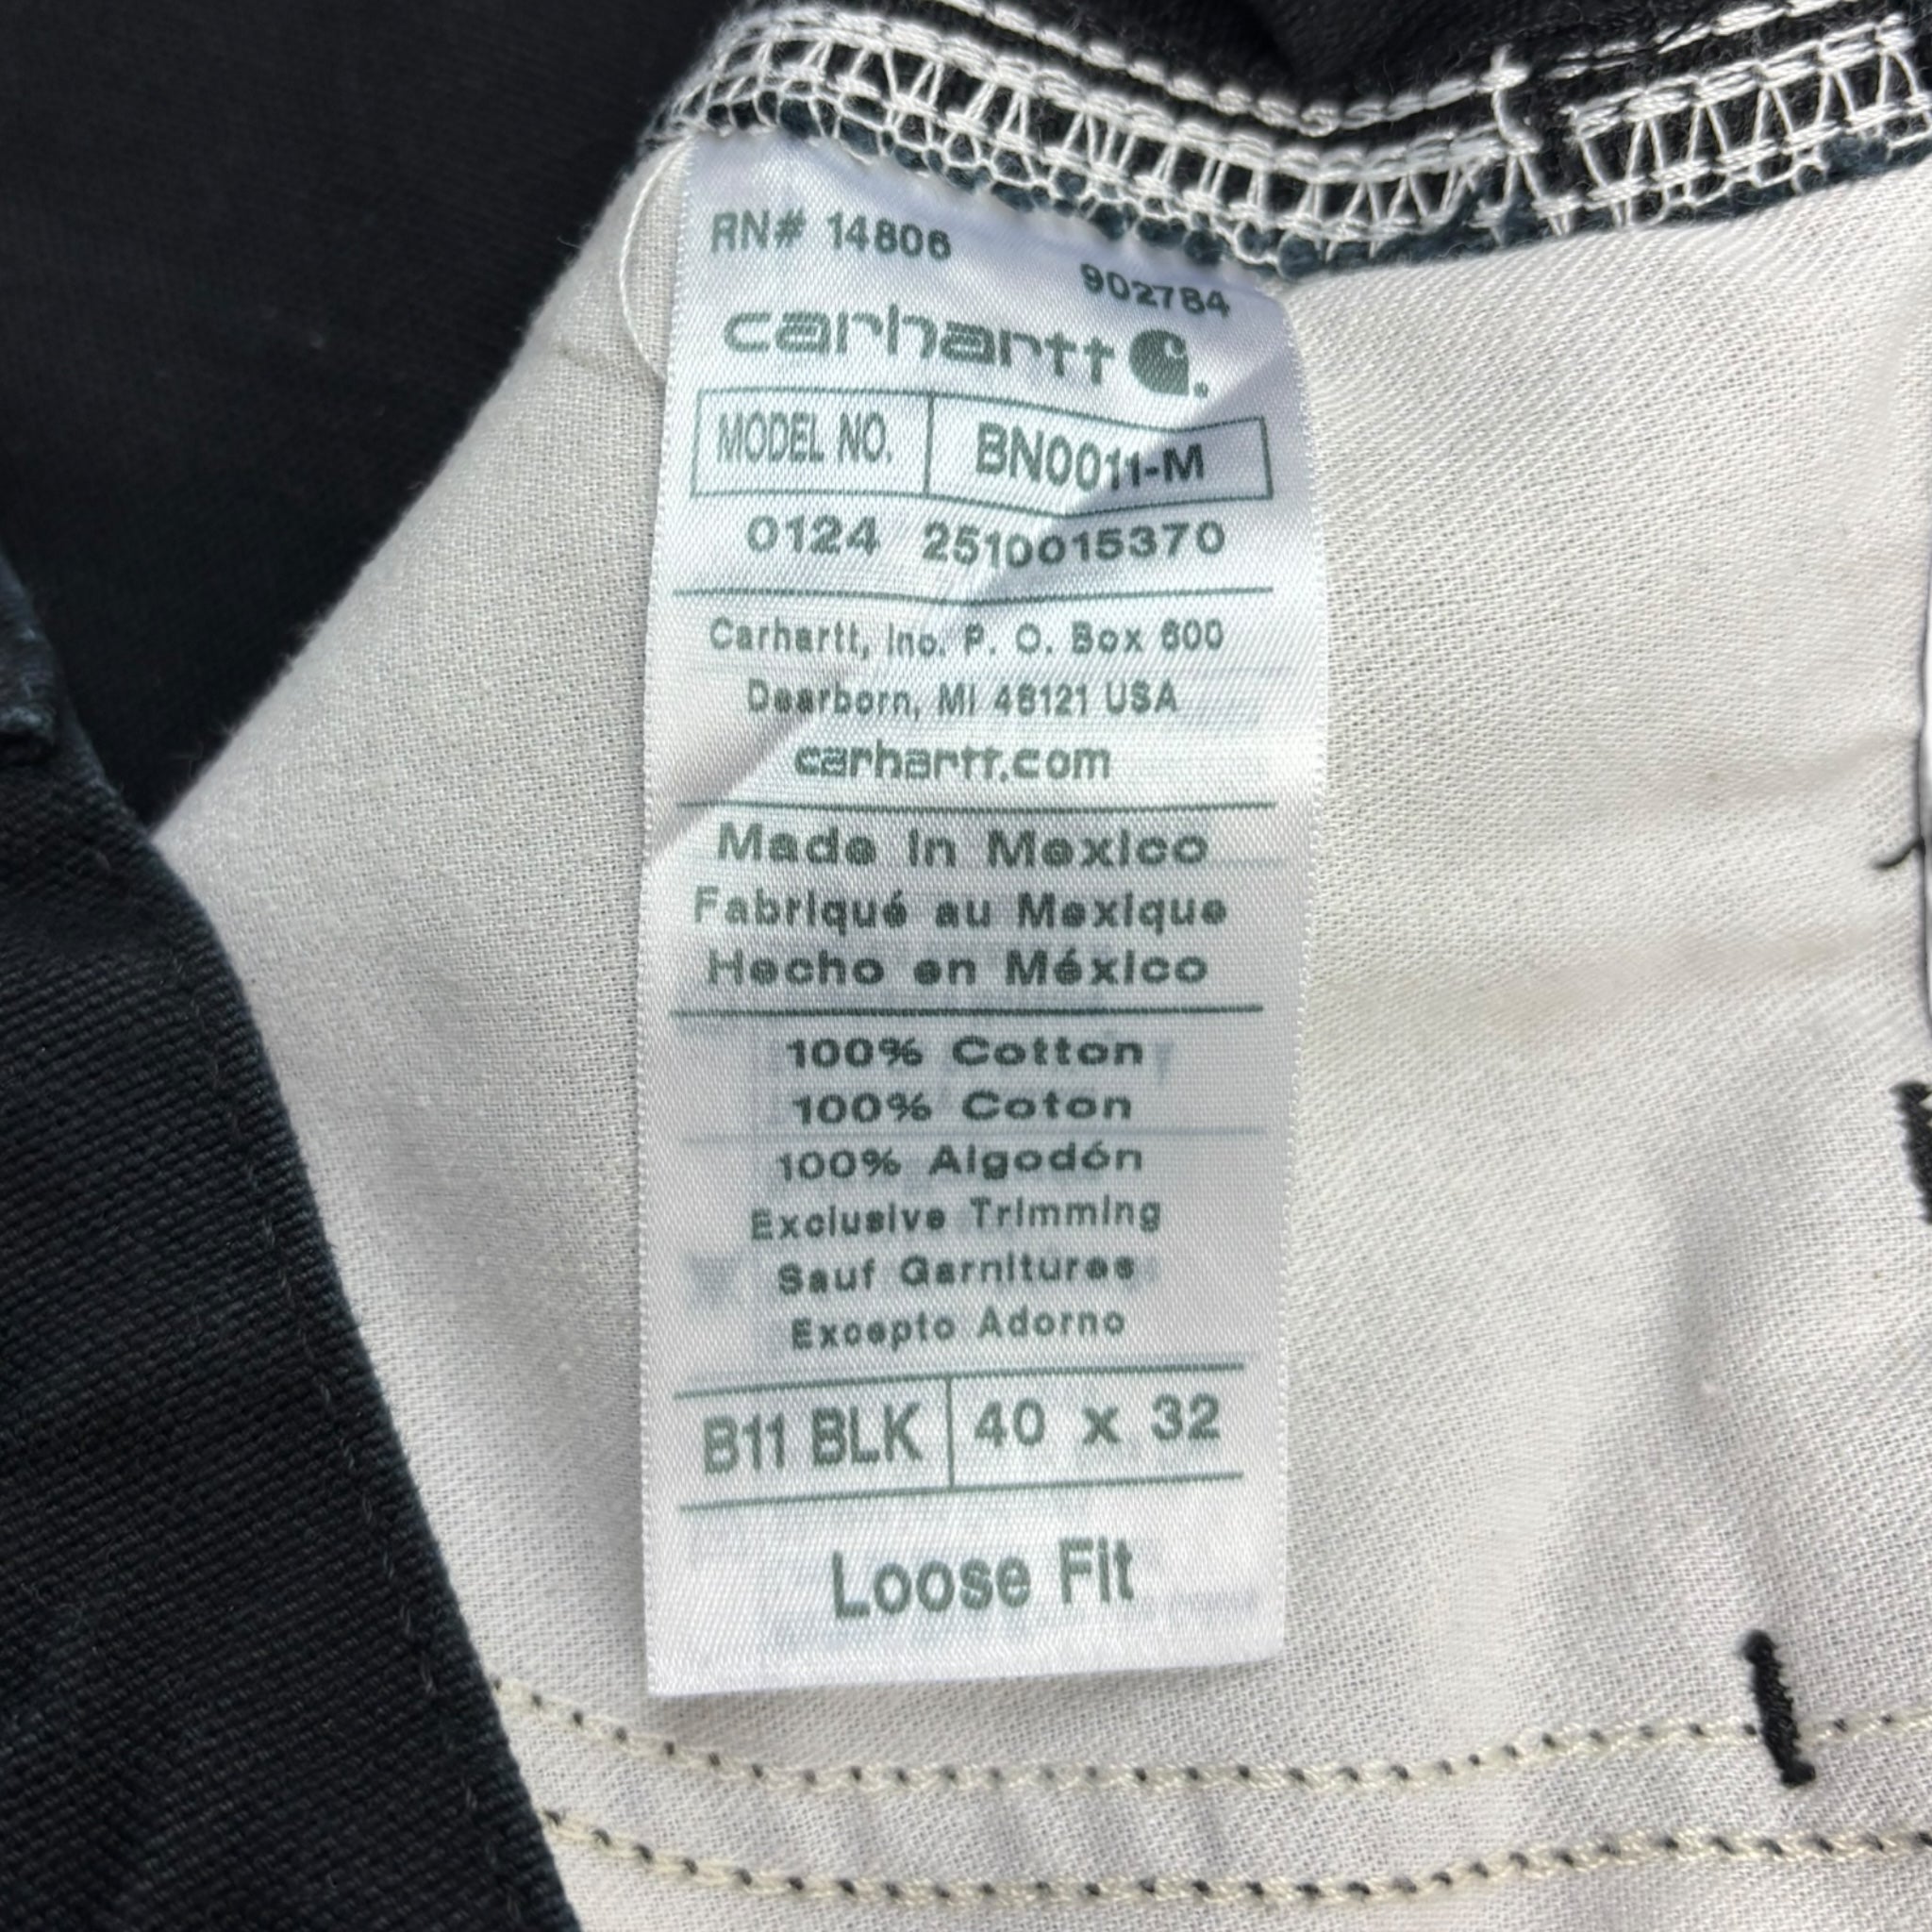 RN# 14806
902784
carhartt
MODEL NO. BN0011-M
0124 2510015370
Carhartt, Inc. P. O. Box 600
Dearborn, MI 48121 USA
carhartt.com
Made In Mexico
Fabriqué au Mexique
Hecho en México
100% Cotton
100% Coton
100% Algodón
Exclusive Trimming
Sauf Garnitures
Excepto Adorno
B11 BLK 40 x 32
Loose Fit